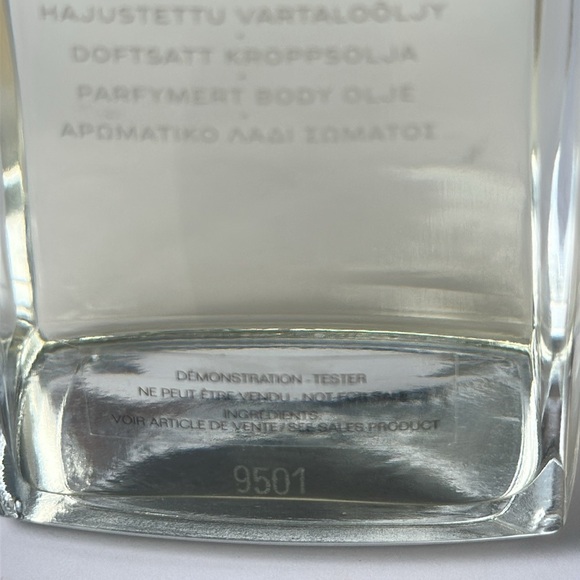 HAJUSTETTU VARTALOÖLJY
DOFTSATT KROPPSOLJA
PARFYMERT BODY OLJE
ΑΡΩΜΑΤΙΚΟ ΛΑΔΙ ΣΩΜΑΤΟΣ
DÉMONSTRATION - TESTER
NE PEUT ÊTRE VENDU - NOT FOR SALE
INGRÉDIENTS:
VOIR ARTICLE DE VENTE / SEE SALES PRODUCT
9501